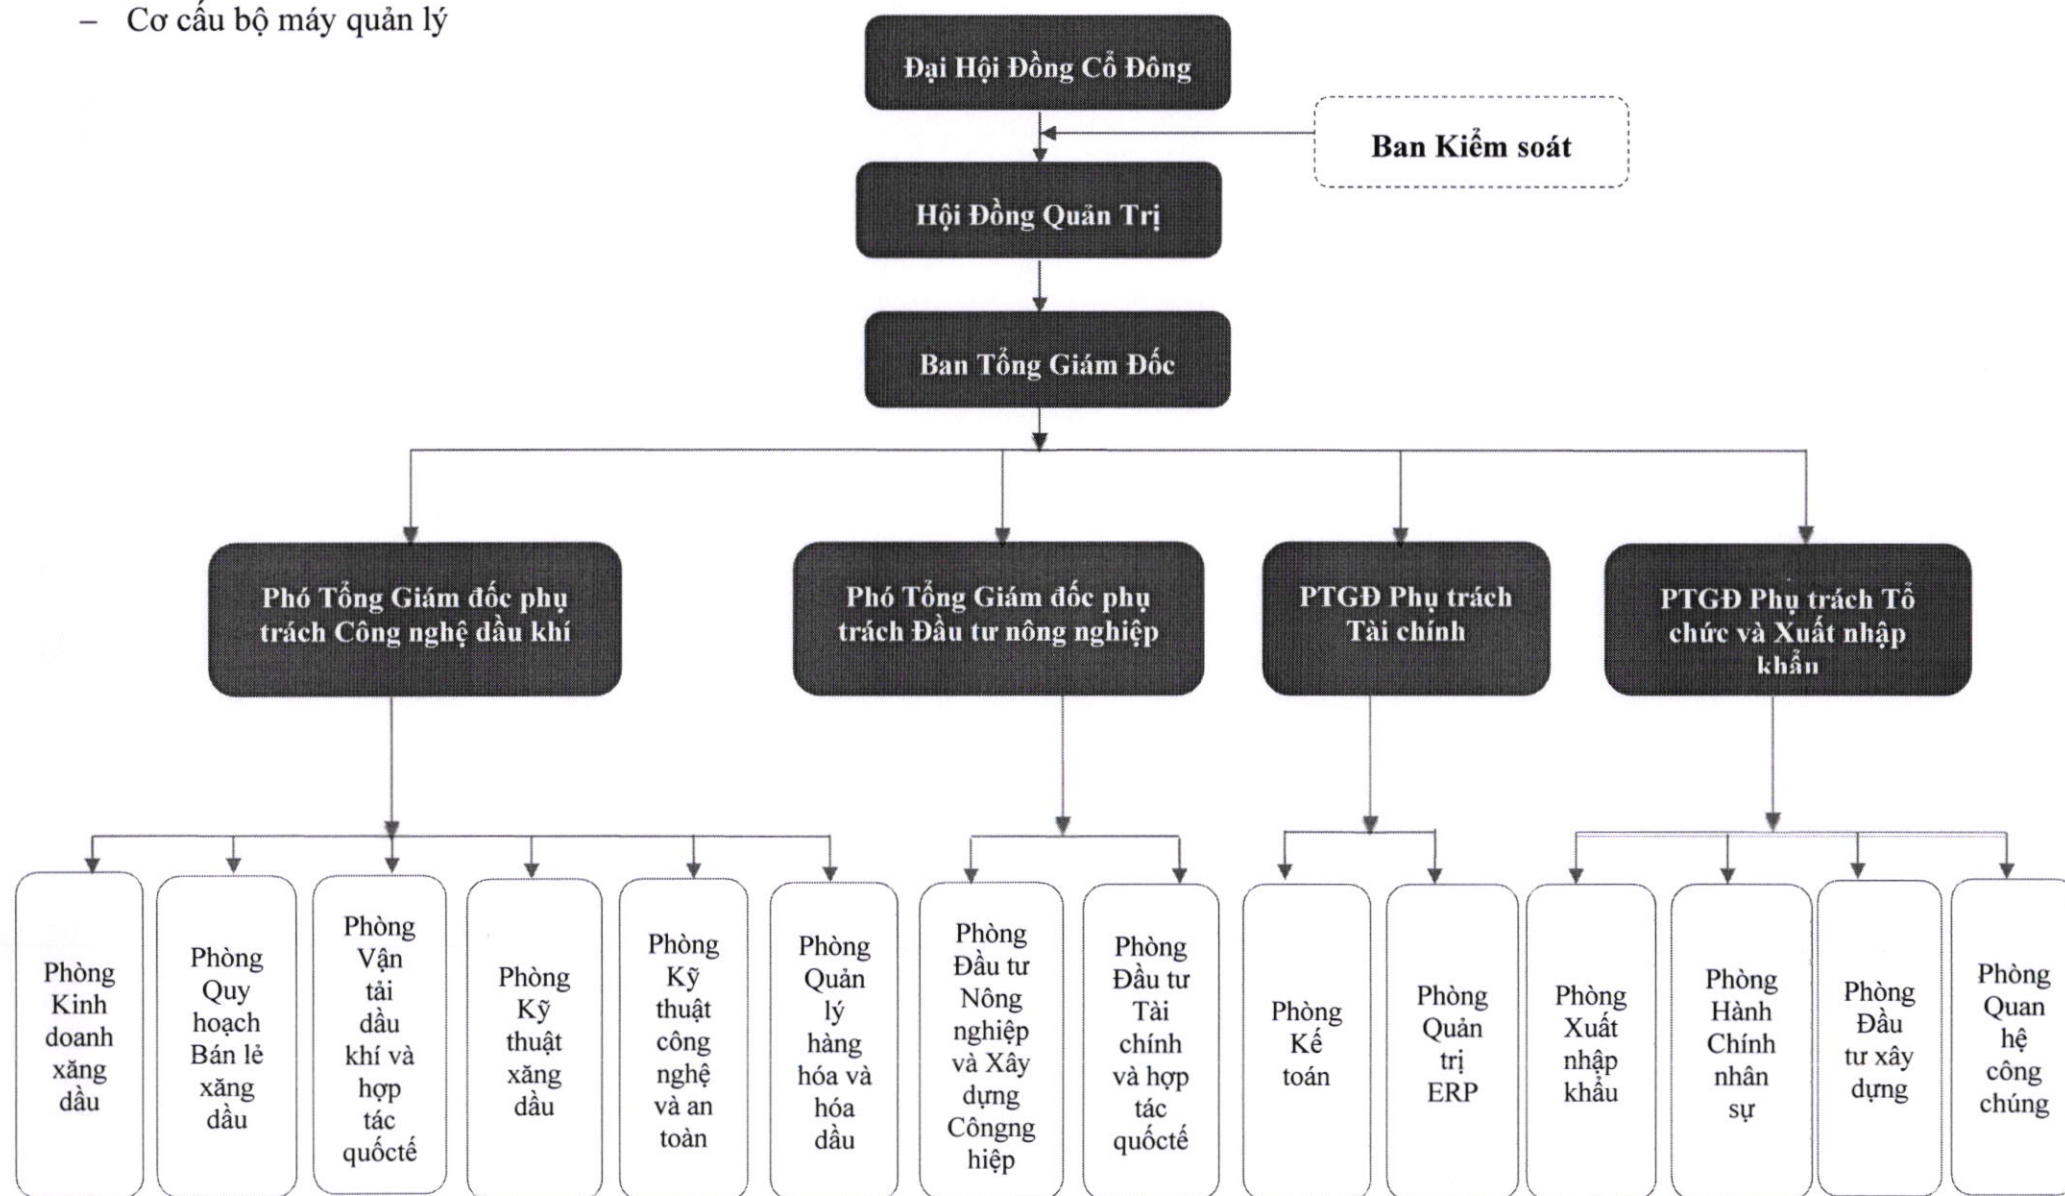 – Cơ cấu bộ máy quản lý
Đại Hội Đồng Cổ Đông
Ban Kiểm soát
Hội Đồng Quản Trị
Ban Tổng Giám Đốc
Phó Tổng Giám đốc phụ
trách Công nghệ dầu khí
Phó Tổng Giám đốc phụ
trách Đầu tư nông nghiệp
PTGĐ Phụ trách
Tài chính
PTGĐ Phụ trách Tổ
chức và Xuất nhập
khẩu
Phòng
Kinh
doanh
xăng
dầu
Phòng
Quy
hoạch
Bán lẻ
xăng
dầu
Phòng
Vận
tải
dầu
khí và
hợp
tác
quốctế
Phòng
Kỹ
thuật
xăng
dầu
Phòng
Kỹ
thuật
công
nghệ
và an
toàn
Phòng
Quản
lý
hàng
hóa và
hóa
dầu
Phòng
Đầu tư
Nông
nghiệp
và Xây
dựng
Côngng
hiệp
Phòng
Đầu tư
Tài
chính
và hợp
tác
quốctế
Phòng
Kế
toán
Phòng
Quản
trị
ERP
Phòng
Xuất
nhập
khẩu
Phòng
Hành
Chính
nhân
sự
Phòng
Đầu
tư xây
dựng
Phòng
Quan
hệ
công
chúng